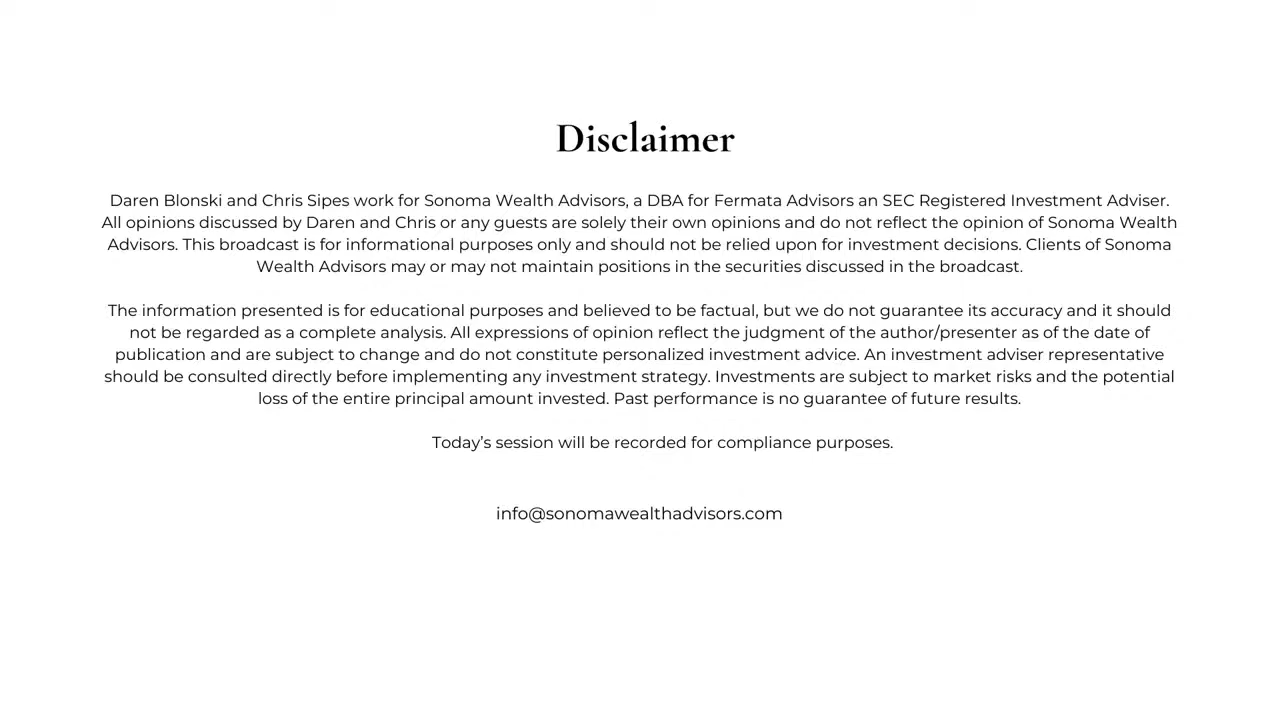 Disclaimer
Daren Blonski and Chris Sipes work for Sonoma Wealth Advisors, a DBA for Fermata Advisors an SEC Registered Investment Adviser.
All opinions discussed by Daren and Chris or any guests are solely their own opinions and do not reflect the opinion of Sonoma Wealth
Advisors. This broadcast is for informational purposes only and should not be relied upon for investment decisions. Clients of Sonoma
Wealth Advisors may or may not maintain positions in the securities discussed in the broadcast.
The information presented is for educational purposes and believed to be factual, but we do not guarantee its accuracy and it should
not be regarded as a complete analysis. All expressions of opinion reflect the judgment of the author/presenter as of the date of
publication and are subject to change and do not constitute personalized investment advice. An investment adviser representative
should be consulted directly before implementing any investment strategy. Investments are subject to market risks and the potential
loss of the entire principal amount invested. Past performance is no guarantee of future results.
Today’s session will be recorded for compliance purposes.
info@sonomawealthadvisors.com